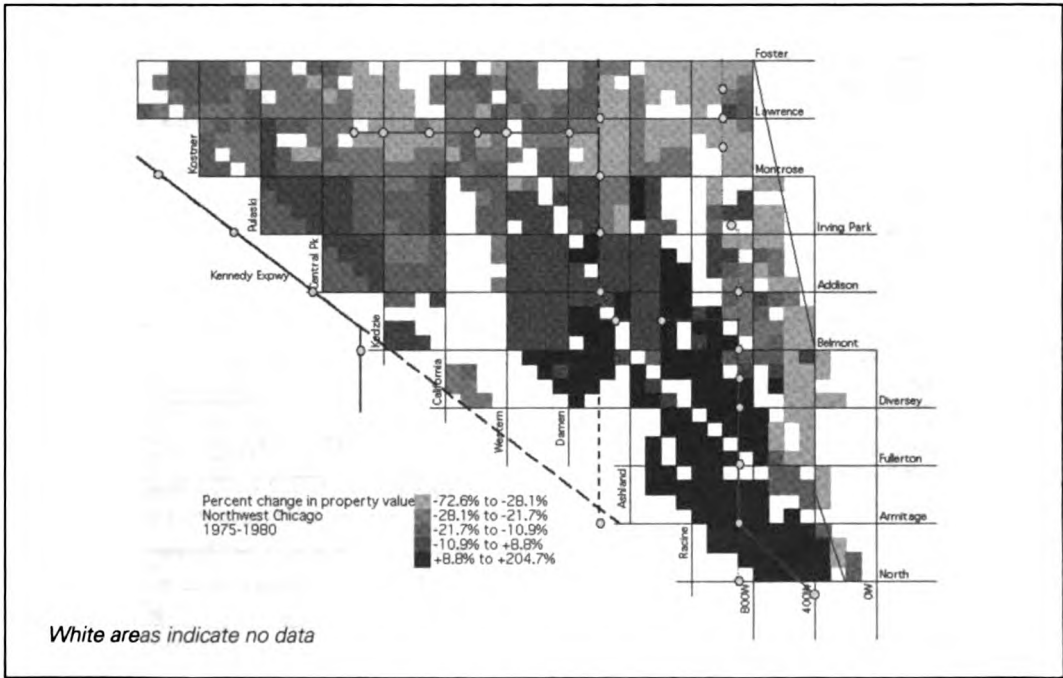 Foster
Lawrence
Kostner
Montrose
Pulaski
Irving Park
Central Pk
Kennedy Expwy
Addison
Kedzie
Belmont
California
Diversey
Western
Damen
Fullerton
Ashland
Percent change in property value
Northwest Chicago
1975-1980
-72.6% to -28.1%
-28.1% to -21.7%
-21.7% to -10.9%
-10.9% to +8.8%
+8.8% to +204.7%
Armitage
Racine
North
800W
400W
0W
White areas indicate no data